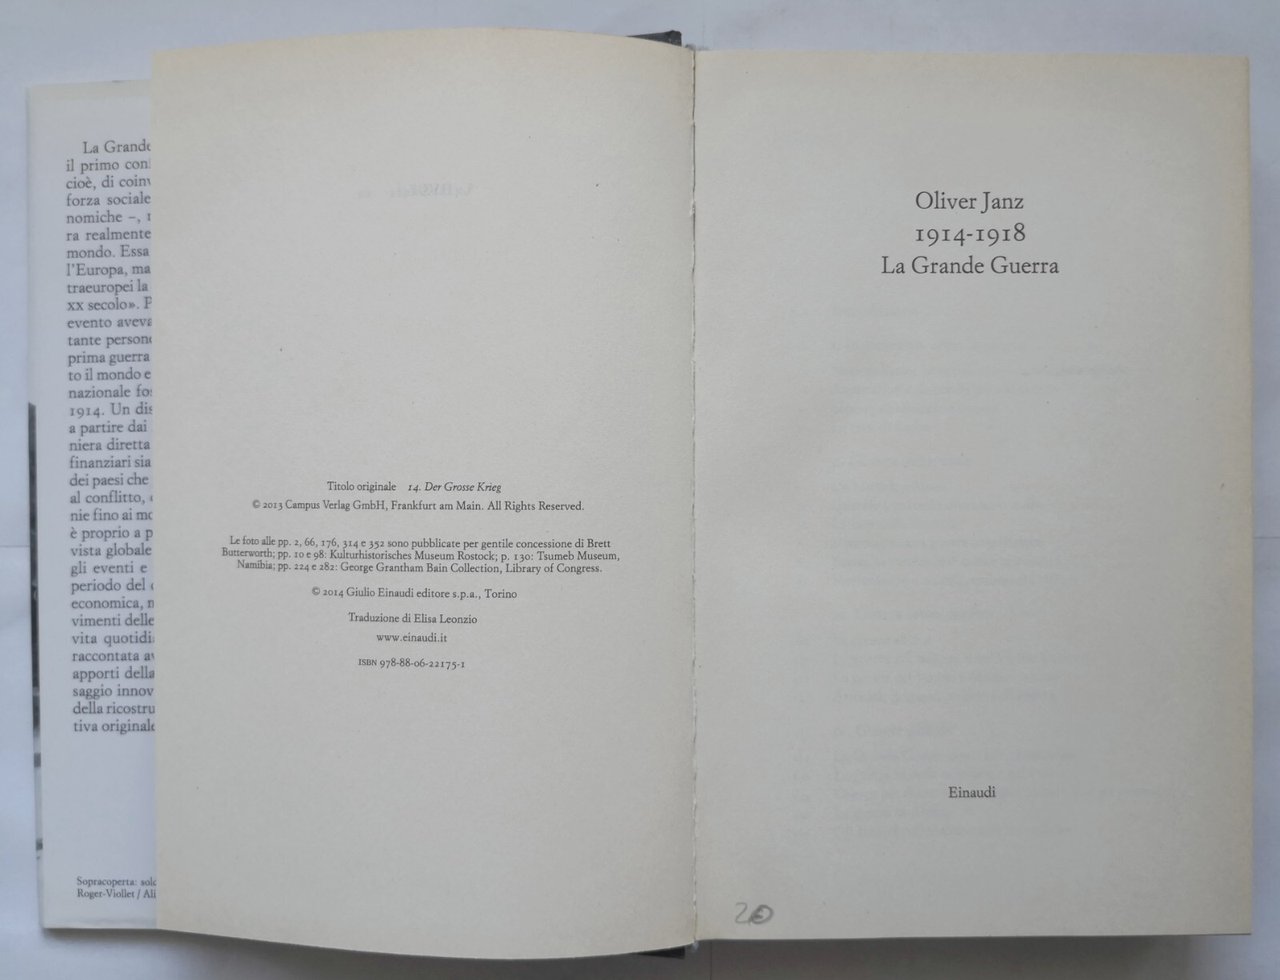 La Grande
il primo con
cioè, di coinv
forza sociale
nomiche –, 
ra realmente
mondo. Essa
l'Europa, ma
traeuropei la
xx secolo». P
evento aveva
tante person
prima guerra
to il mondo e
nazionale fo
1914. Un dis
a partire dai
niera diretta
finanziari sia
dei paesi che
al conflitto,
nie fino ai mo
è proprio a p
vista globale
gli eventi e
periodo del
economica, 
vimenti delle
vita quotidi
raccontata av
apporti della
saggio innov
della ricostru
tiva originale
Sopracoperta: sold
Roger-Viollet / Ali
Titolo originale 14. Der Grosse Krieg
© 2013 Campus Verlag GmbH, Frankfurt am Main. All Rights Reserved.
Le foto alle pp. 2, 66, 176, 314 e 352 sono pubblicate per gentile concessione di Brett
Butterworth; pp. 10 e 98: Kulturhistorisches Museum Rostock; p. 130: Tsumeb Museum,
Namibia; pp. 224 e 282: George Grantham Bain Collection, Library of Congress.
© 2014 Giulio Einaudi editore s.p.a., Torino
Traduzione di Elisa Leonzio
www.einaudi.it
ISBN 978-88-06-22175-1
Oliver Janz
1914-1918
La Grande Guerra
Einaudi
20